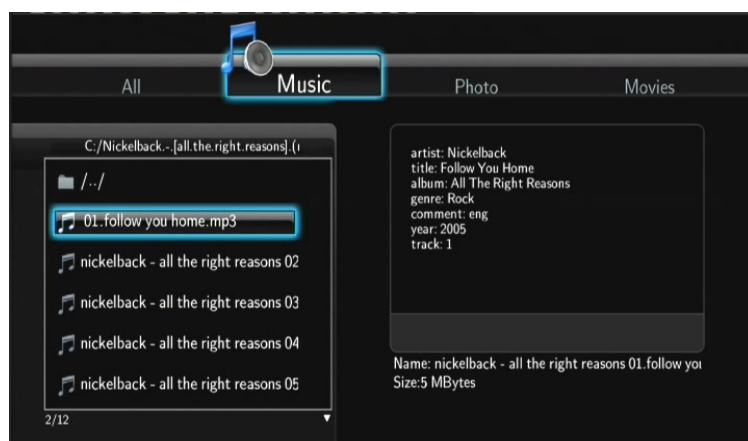 All
Music
Photo
Movies
C:/Nickelback.-.[all.the.right.reasons].(
/../
01.follow you home.mp3
nickelback - all the right reasons 02
nickelback - all the right reasons 03
nickelback - all the right reasons 04
nickelback - all the right reasons 05
2/12
artist: Nickelback
title: Follow You Home
album: All The Right Reasons
genre: Rock
comment: eng
year: 2005
track: 1
Name: nickelback - all the right reasons 01.follow you
Size:5 MBytes